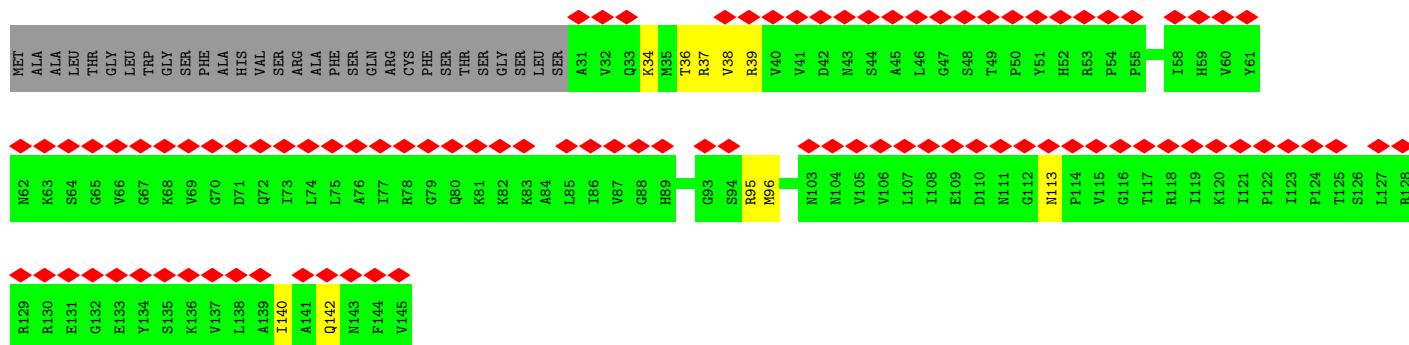 MET ALA ALA LEU THR GLY LEU TRP GLY SER PHE ALA HIS VAL SER ARG ALA PHE SER GLN ARG CYS PHE SER THR SER GLY SER LEU SER A31 V32 Q33 K34 M35 T36 R37 V38 R39 V40 V41 D42 N43 S44 A45 L46 G47 S48 T49 P50 Y51 H52 R53 P54 P55 I58 H59 V60 Y61
N62 K63 S64 G65 V66 G67 K68 V69 G70 D71 Q72 I73 L74 L75 A76 I77 R78 G79 Q80 K81 K82 K83 A84 L85 I86 V87 G88 H89 G93 S94 R95 M96 N103 N104 V105 V106 L107 I108 E109 D110 N111 G112 N113 P114 V115 G116 T117 R118 I119 K120 I121 P122 I123 P124 T125 S126 L127 R128
R129 R130 E131 G132 E133 Y134 S135 K136 V137 L138 A139 I140 A141 Q142 N143 F144 V145